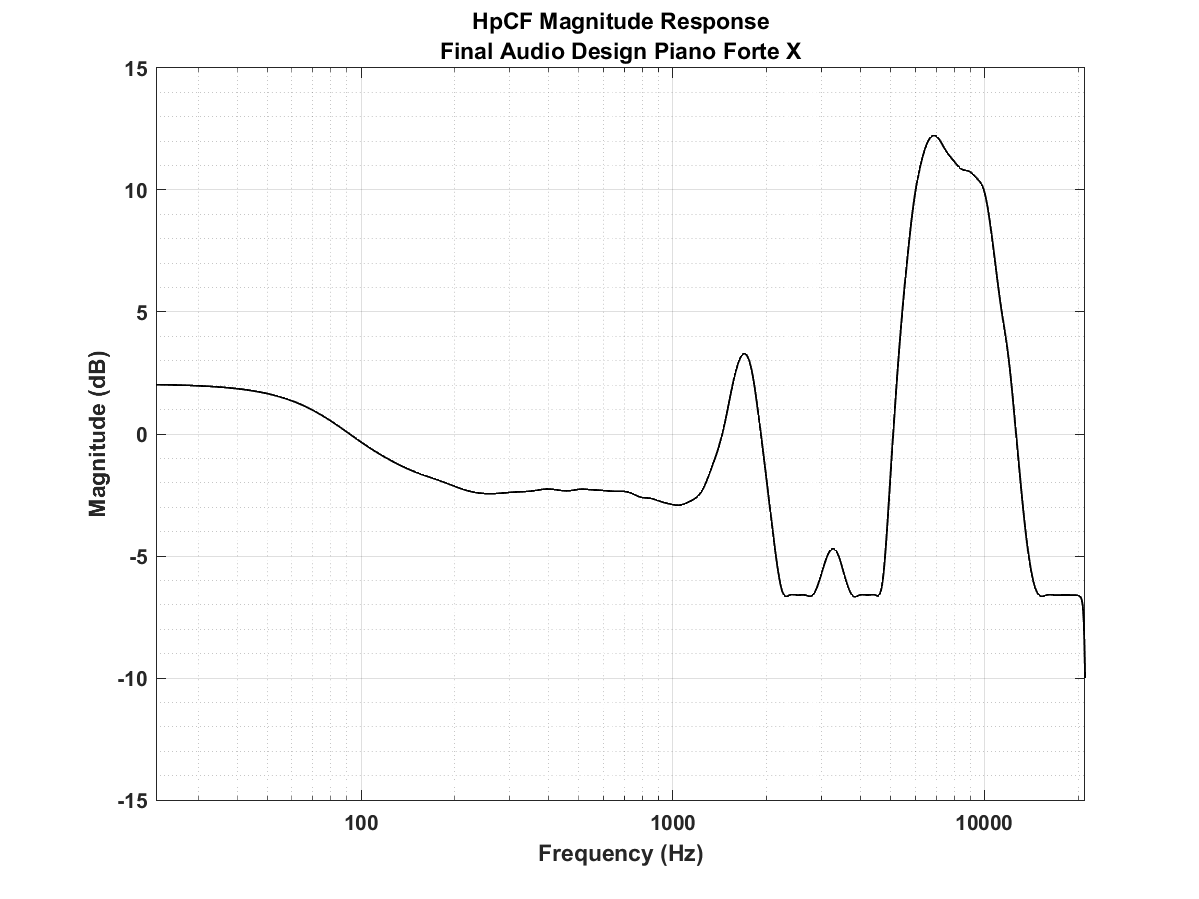 HpCF Magnitude Response
Final Audio Design Piano Forte X
15
10
5
0
-5
-10
-15
Magnitude (dB)
100
1000
10000
Frequency (Hz)